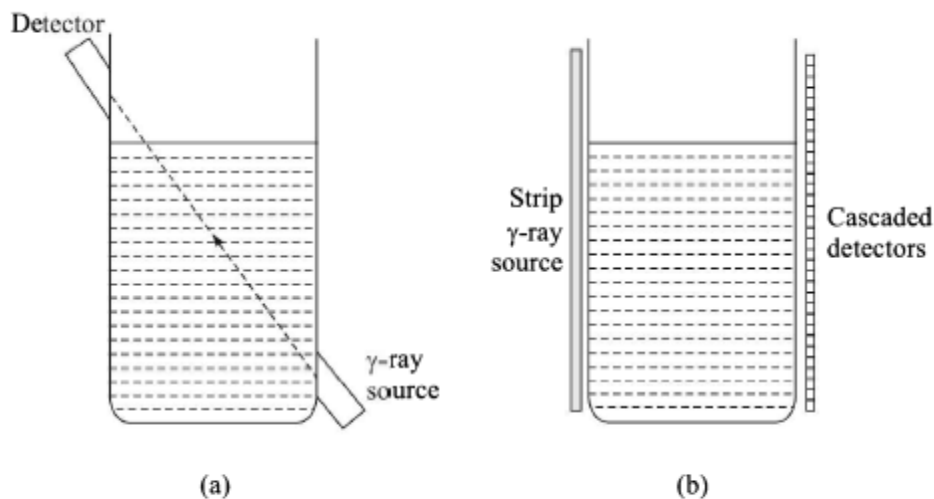 Detector
γ-ray
source
(a)
Strip
γ-ray
source
Cascaded
detectors
(b)